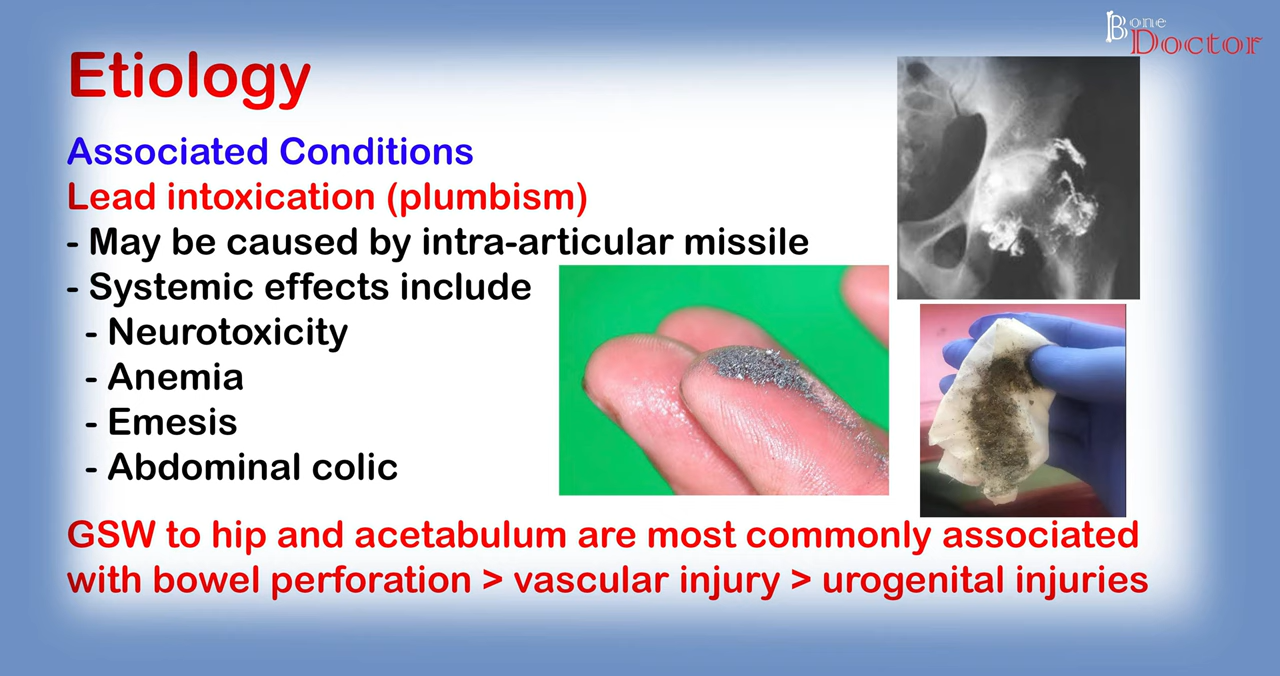 Bone
Doctor
Etiology
Associated Conditions
Lead intoxication (plumbism)
- May be caused by intra-articular missile
- Systemic effects include
- Neurotoxicity
- Anemia
- Emesis
- Abdominal colic
GSW to hip and acetabulum are most commonly associated
with bowel perforation > vascular injury > urogenital injuries